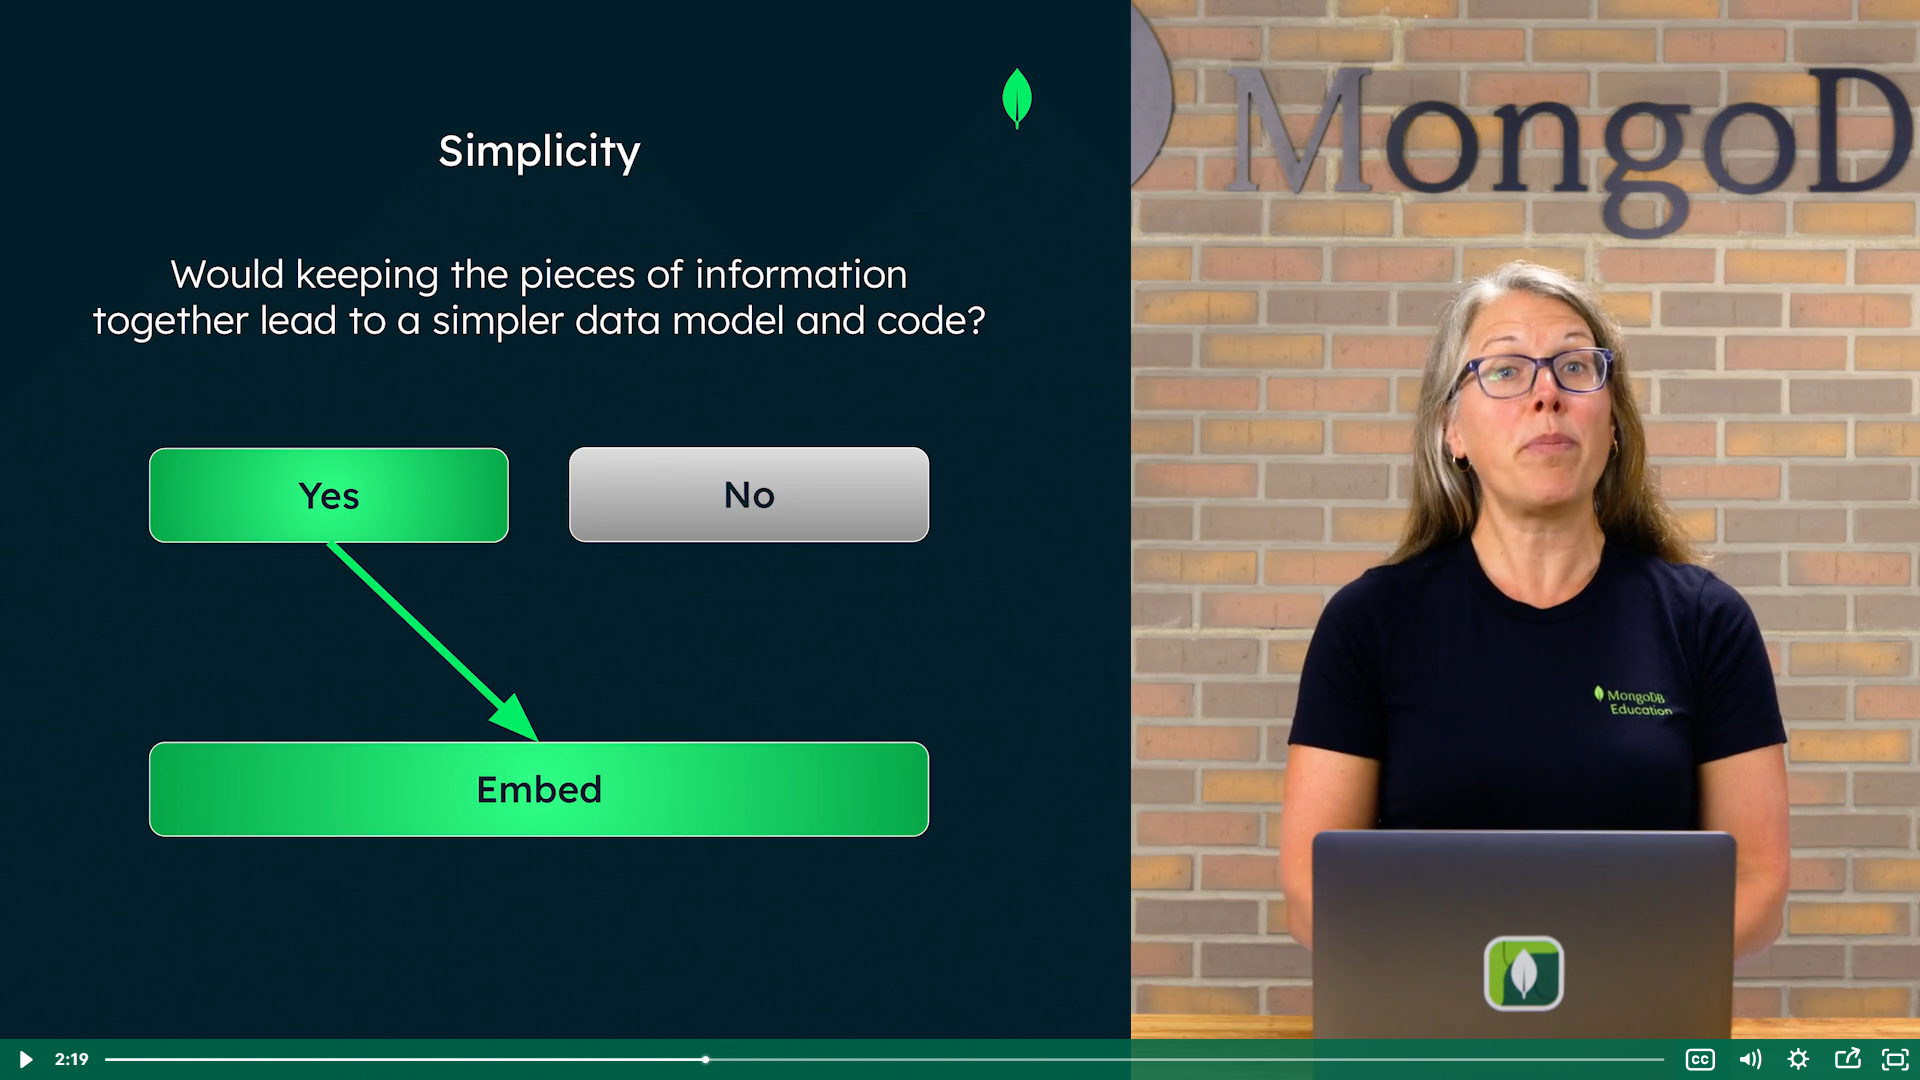 Simplicity
Would keeping the pieces of information
together lead to a simpler data model and code?
Yes
No
Embed
MongoD
MongoDB
Education
2:19
CC